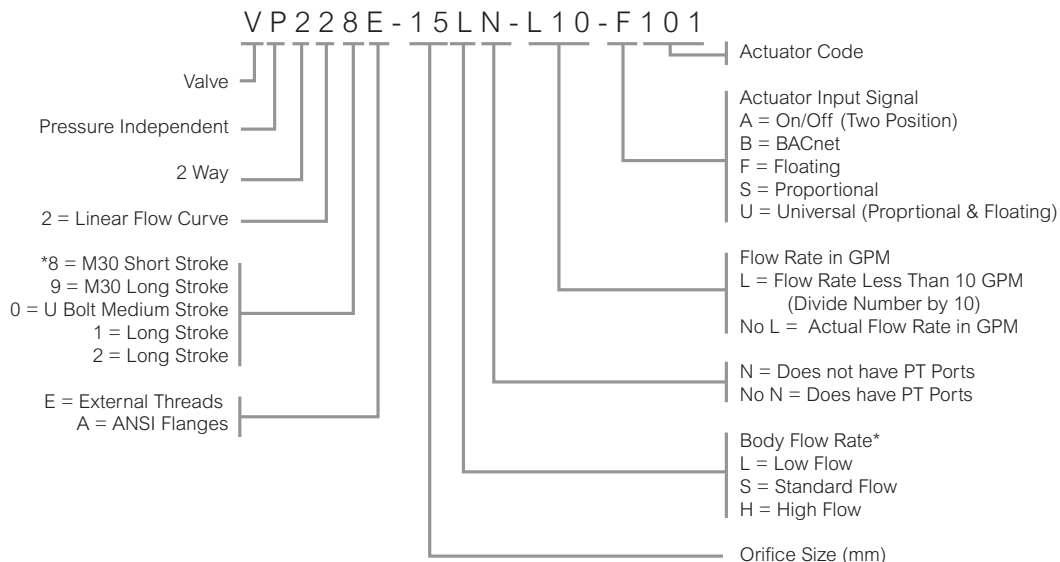 VP228E-15LN-L10-F101
Valve
Pressure Independent
2 Way
2 = Linear Flow Curve
*8 = M30 Short Stroke
9 = M30 Long Stroke
0 = U Bolt Medium Stroke
1 = Long Stroke
2 = Long Stroke
E = External Threads
A = ANSI Flanges
Actuator Code
Actuator Input Signal
A = On/Off (Two Position)
B = BACnet
F = Floating
S = Proportional
U = Universal (Proprtional & Floating)
Flow Rate in GPM
L = Flow Rate Less Than 10 GPM
(Divide Number by 10)
No L = Actual Flow Rate in GPM
N = Does not have PT Ports
No N = Does have PT Ports
Body Flow Rate*
L = Low Flow
S = Standard Flow
H = High Flow
Orifice Size (mm)